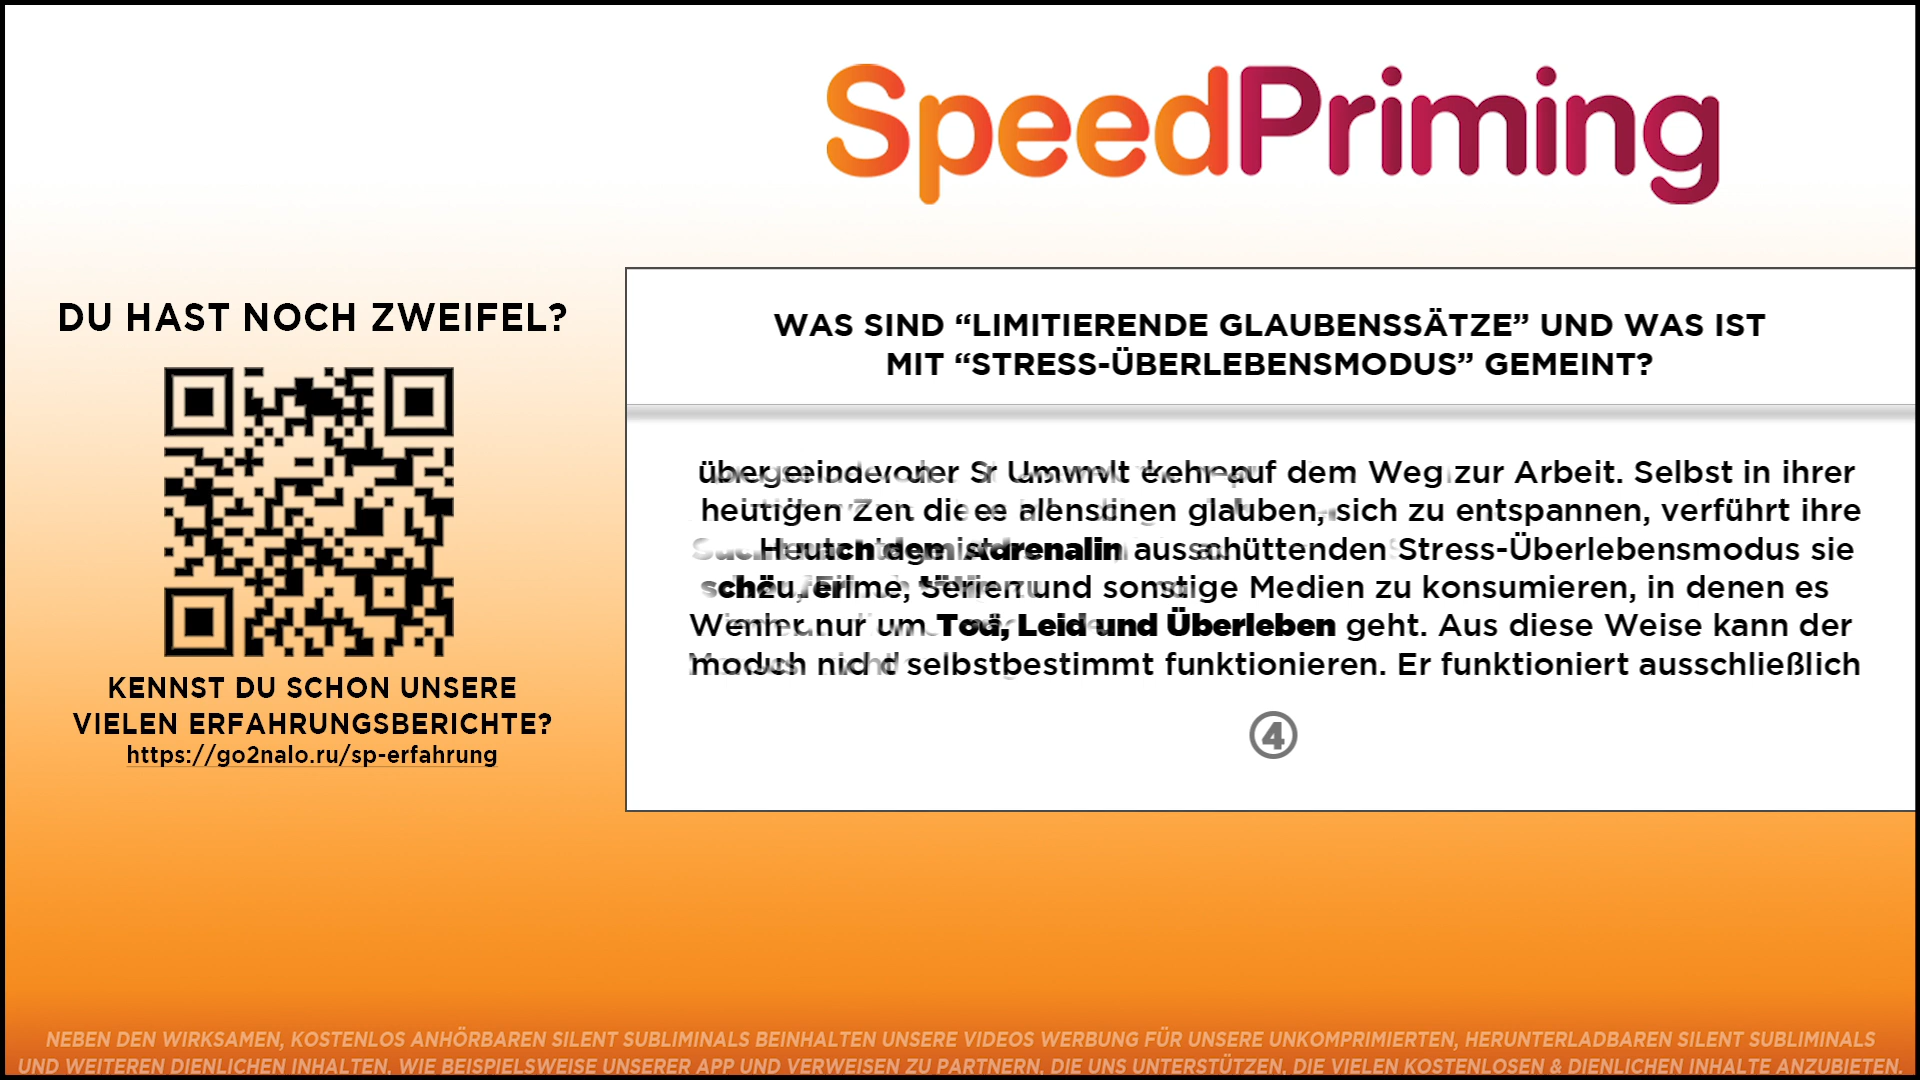 SpeedPriming
DU HAST NOCH ZWEIFEL?
KENNST DU SCHON UNSERE
VIELEN ERFAHRUNGSBERICHTE?
https://go2nalo.ru/sp-erfahrung
WAS SIND “LIMITIERENDE GLAUBENSSÄTZE” UND WAS IST
MIT “STRESS-ÜBERLEBENSMODUS” GEMEINT?
auf dem Weg zur Arbeit. Selbst in ihrer
glauben, sich zu entspannen, verführt ihre
Adrenalin ausschüttenden Stress-Überlebensmodus sie
und sonstige Medien zu konsumieren, in denen es
nur um Tod, Leid und Überleben geht. Aus diese Weise kann der
selbstbestimmt funktionieren. Er funktioniert ausschließlich
4
NEBEN DEN WIRKSAMEN, KOSTENLOS ANHÖRBAREN SILENT SUBLIMINALS BEINHALTEN UNSERE VIDEOS WERBUNG FÜR UNSERE UNKOMPRIMIERTEN, HERUNTERLADBAREN SILENT SUBLIMINALS
UND WEITEREN DIENLICHEN INHALTEN, WIE BEISPIELSWEISE UNSERER APP UND VERWEISEN ZU PARTNERN, DIE UNS UNTERSTÜTZEN, DIE VIELEN KOSTENLOSEN & DIENLICHEN INHALTE ANZUBIETEN.